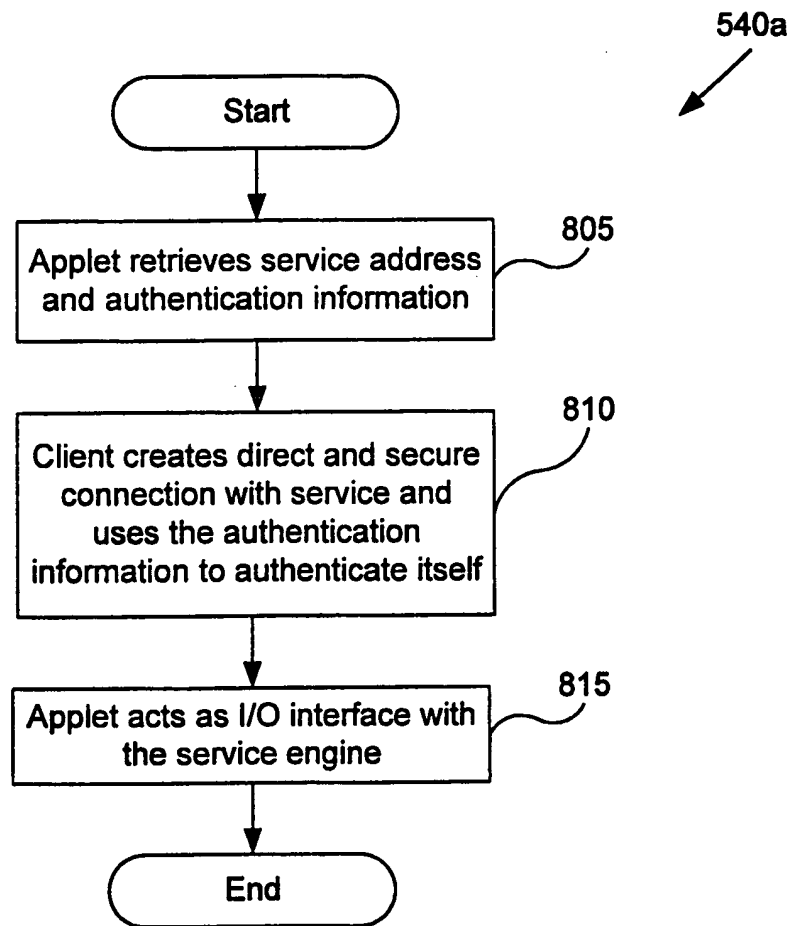 540a
Start
Applet retrieves service address
and authentication information
805
Client creates direct and secure
connection with service and
uses the authentication
information to authenticate itself
810
Applet acts as I/O interface with
the service engine
815
End